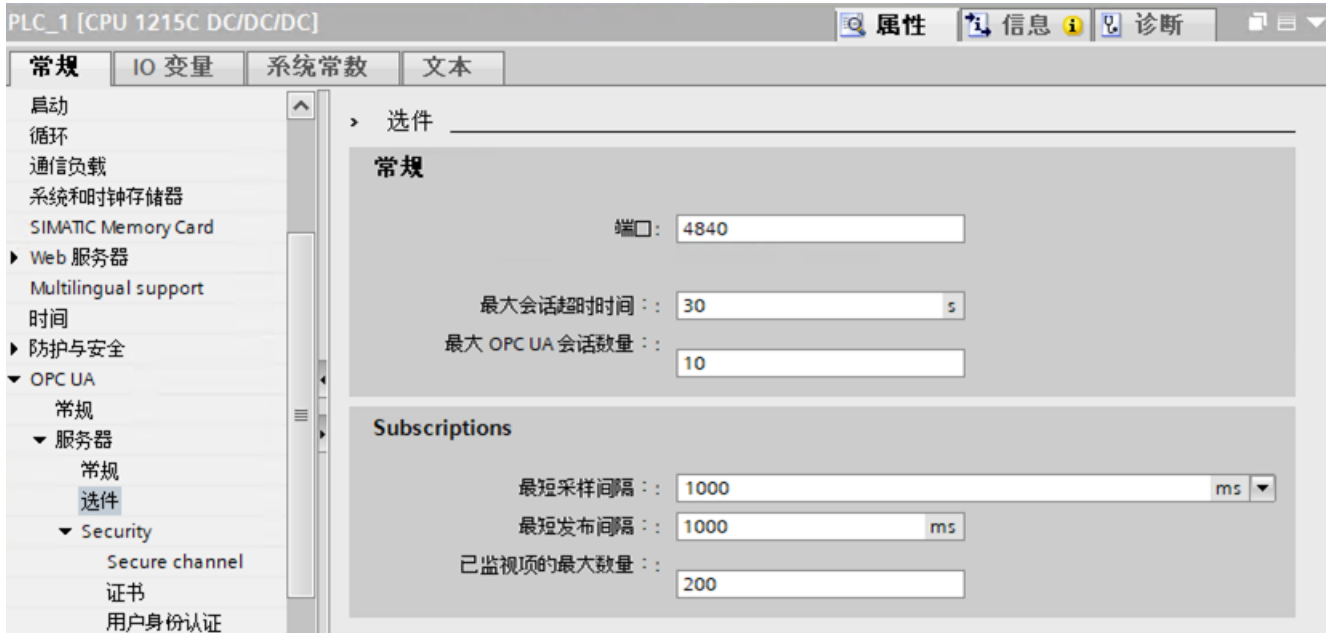 PLC_1 [CPU 1215C DC/DC/DC]
属性 信息 诊断
常规 IO 变量 系统常数 文本
启动
循环
通信负载
系统和时钟存储器
SIMATIC Memory Card
Web 服务器
Multilingual support
时间
防护与安全
OPC UA
常规
服务器
常规
选件
Security
Secure channel
证书
用户身份认证
选件
常规
端口: 4840
最大会话超时时间:: 30 s
最大 OPC UA 会话数量::
10
Subscriptions
最短采样间隔:: 1000 ms
最短发布间隔:: 1000 ms
已监视项的最大数量::
200